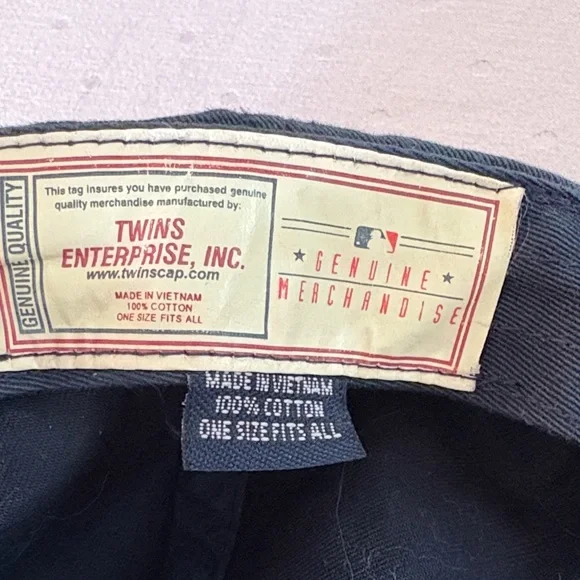 GENUINE QUALITY
This tag insures you have purchased genuine
quality merchandise manufactured by:
TWINS
ENTERPRISE, INC.
www.twinscap.com
MADE IN VIETNAM
100% COTTON
ONE SIZE FITS ALL
★ GENUINE ★
MERCHANDISE
MADE IN VIETNAM
100% COTTON
ONE SIZE FITS ALL